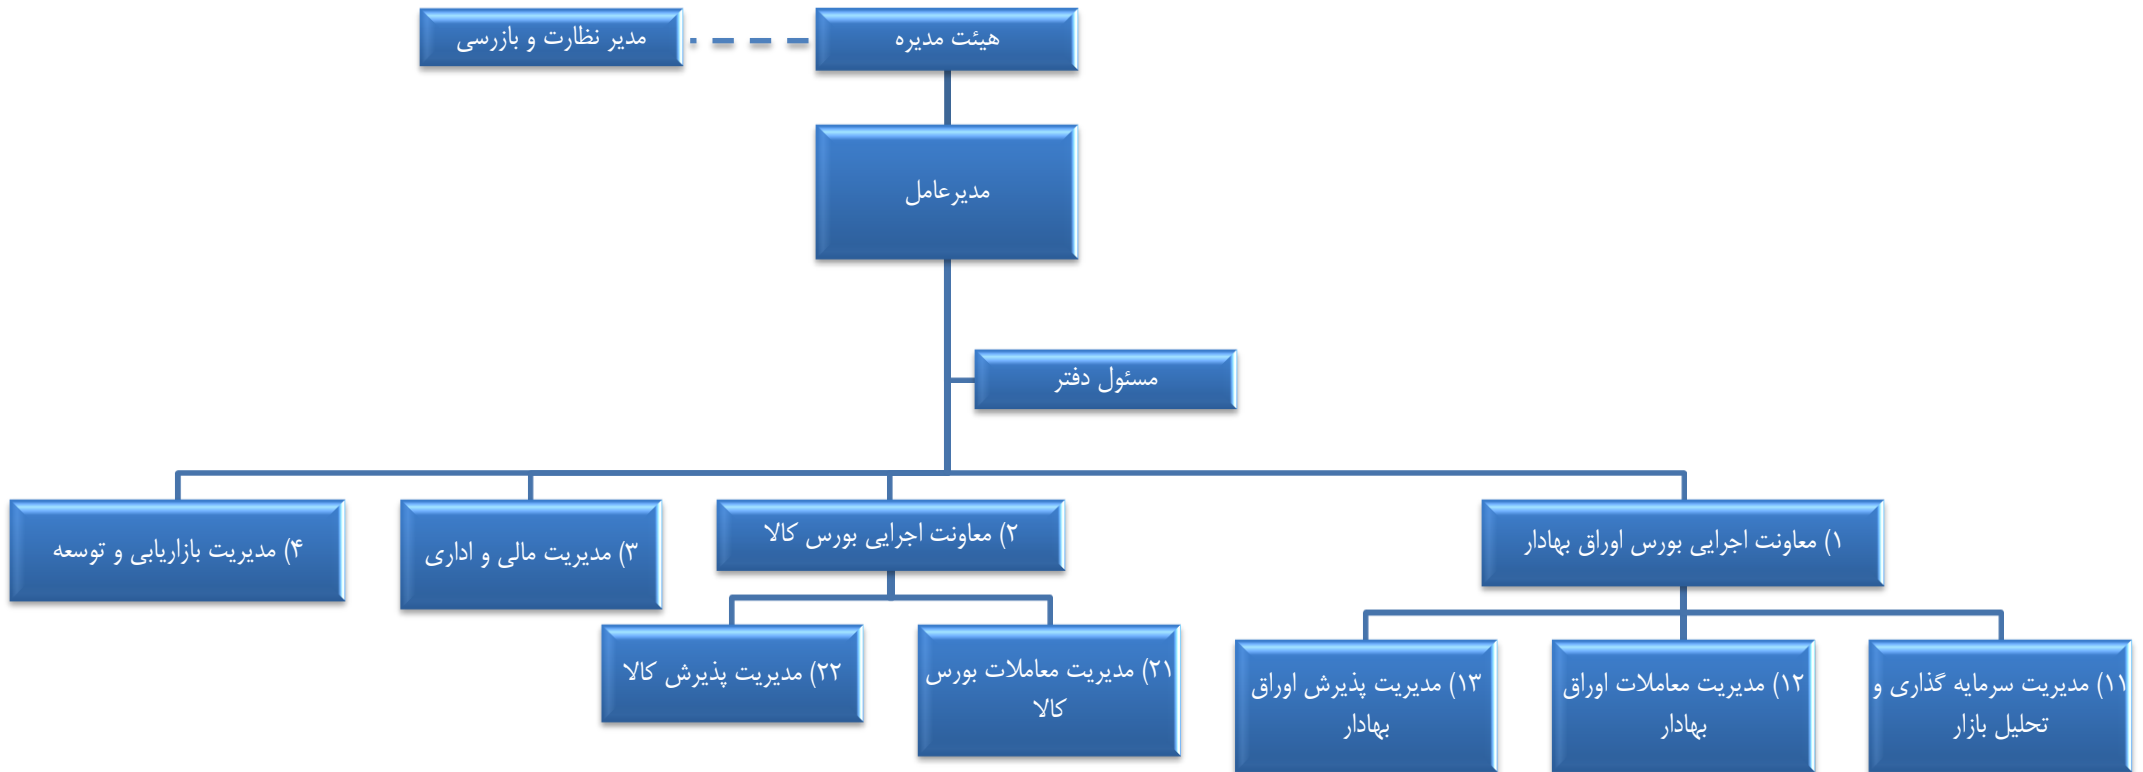 هیئت مدیره
مدیر نظارت و بازرسی
مدیرعامل
مسئول دفتر
۱) معاونت اجرایی بورس اوراق بهادار
۲) معاونت اجرایی بورس کالا
۳) مدیریت مالی و اداری
۴) مدیریت بازاریابی و توسعه
۱۱) مدیریت سرمایه گذاری و
تحلیل بازار
۱۲) مدیریت معاملات اوراق
بهادار
۱۳) مدیریت پذیرش اوراق
بهادار
۲۱) مدیریت معاملات بورس
کالا
۲۲) مدیریت پذیرش کالا